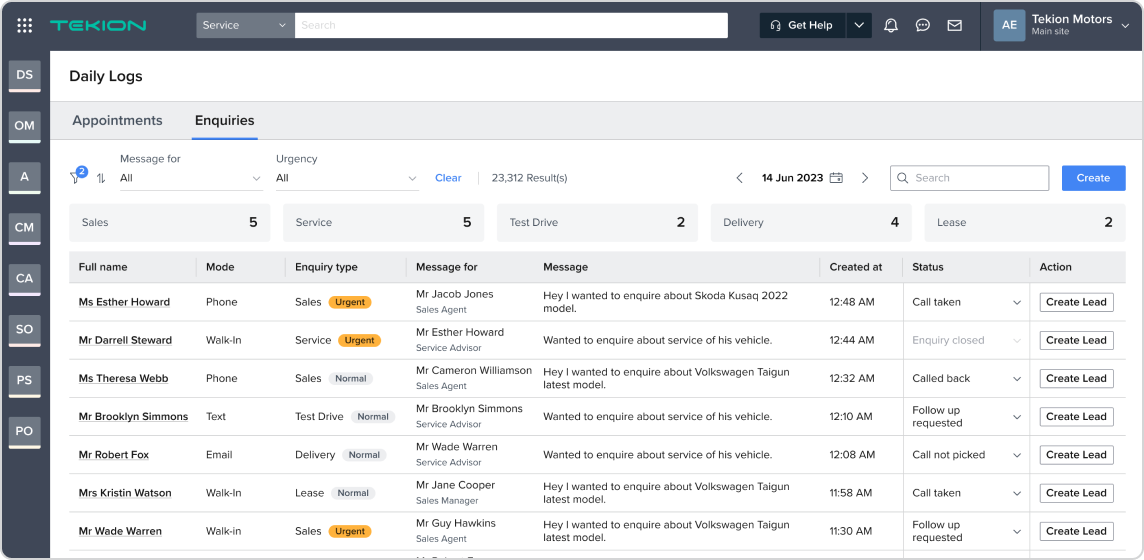 TEKION
Service
Search
Get Help
AE
Tekion Motors
Main site
DS
OM
A
CM
CA
SO
PS
PO
Daily Logs
Appointments
Enquiries
2
Message for
All
Urgency
All
Clear
23,312 Result(s)
14 Jun 2023
Search
Create
Sales 5
Service 5
Test Drive 2
Delivery 4
Lease 2
Full name Mode Enquiry type Message for Message Created at Status Action
Ms Esther Howard Phone Sales Urgent Mr Jacob Jones Hey I wanted to enquire about Skoda Kusaq 2022 12:48 AM Call taken Create Lead
Sales Agent model.
Mr Darrell Steward Walk-In Service Urgent Mr Esther Howard Wanted to enquire about service of his vehicle. 12:44 AM Enquiry closed Create Lead
Service Advisor
Ms Theresa Webb Phone Sales Normal Mr Cameron Williamson Hey I wanted to enquire about Volkswagen Taigun 12:32 AM Called back Create Lead
Sales Agent latest model.
Mr Brooklyn Simmons Text Test Drive Normal Mr Brooklyn Simmons Wanted to enquire about service of his vehicle. 12:10 AM Follow up Create Lead
Service Advisor requested
Mr Robert Fox Email Delivery Normal Mr Wade Warren Wanted to enquire about service of his vehicle. 12:08 AM Call not picked Create Lead
Service Advisor
Mrs Kristin Watson Walk-In Lease Normal Mr Jane Cooper Hey I wanted to enquire about Volkswagen Taigun 11:58 AM Call taken Create Lead
Sales Manager latest model.
Mr Wade Warren Walk-in Sales Urgent Mr Guy Hawkins Hey I wanted to enquire about Volkswagen Taigun 11:30 AM Follow up Create Lead
Sales Agent latest model. requested